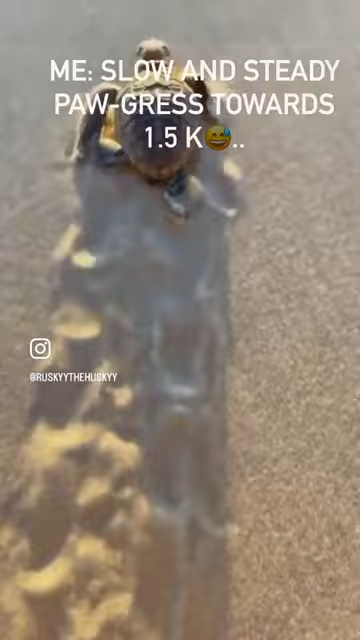 ME: SLOW AND STEADY
PAW-GRESS TOWARDS
1.5 K😅..
@RUSKYYTHEHUSKYY